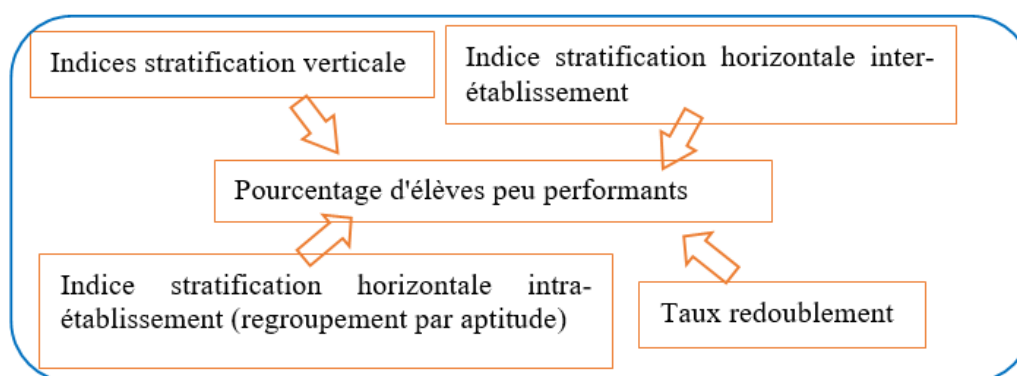 Indices stratification verticale
Indice stratification horizontale inter-
établissement
Pourcentage d'élèves peu performants
Indice stratification horizontale intra-
établissement (regroupement par aptitude)
Taux redoublement